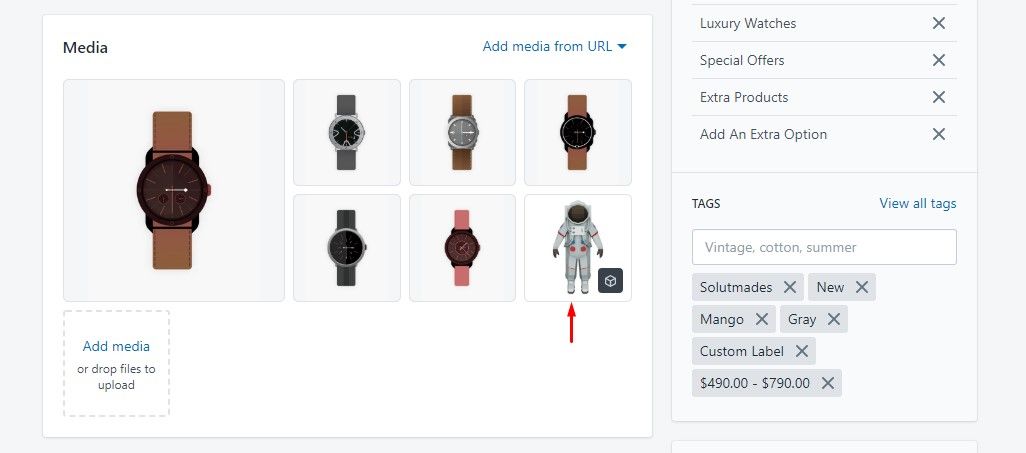 Media
Add media from URL
Add media
or drop files to
upload
Luxury Watches
Special Offers
Extra Products
Add An Extra Option
TAGS
View all tags
Vintage, cotton, summer
Solutmades
New
Mango
Gray
Custom Label
$490.00 - $790.00